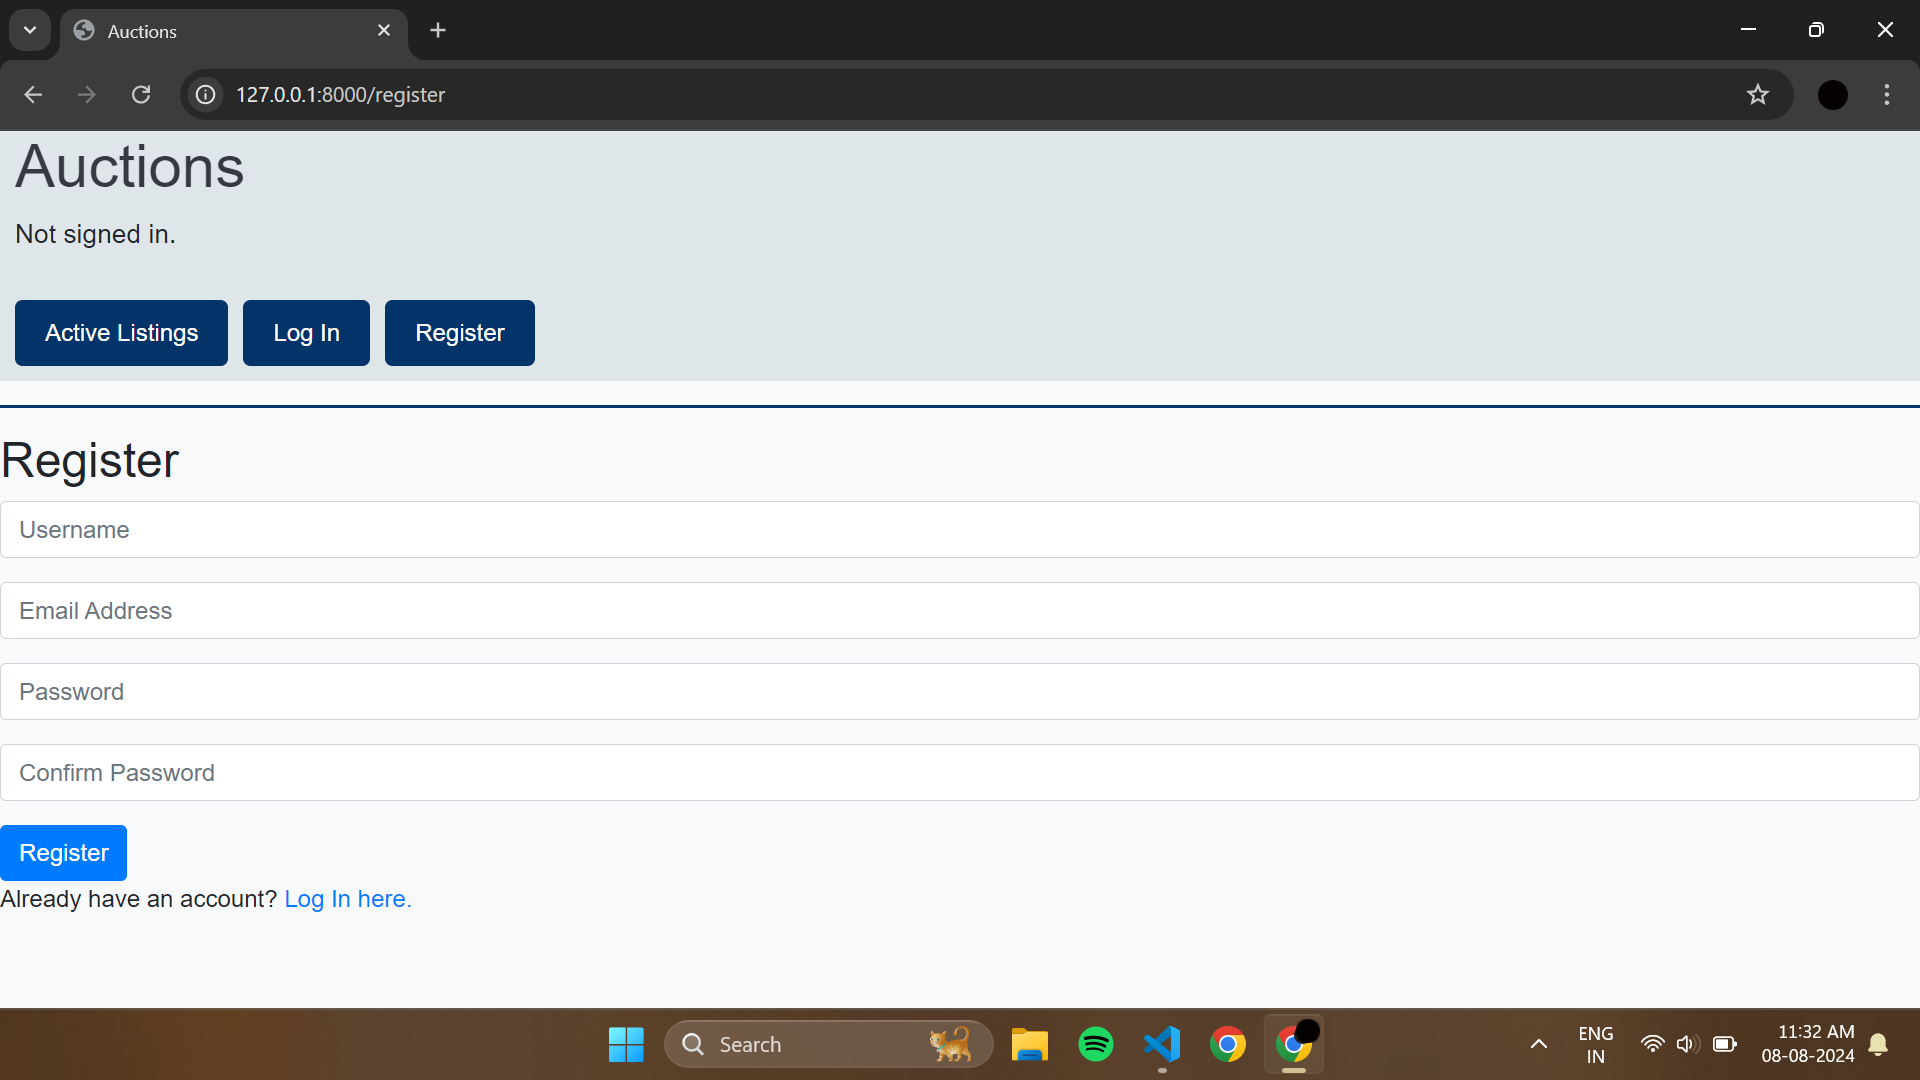 Auctions
127.0.0.1:8000/register
Auctions
Not signed in.
Active Listings Log In Register
Register
Username
Email Address
Password
Confirm Password
Register
Already have an account? Log In here.
Search
ENG
IN
11:32 AM
08-08-2024